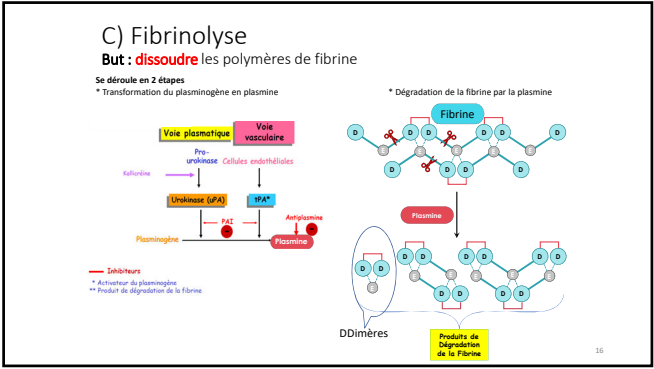 C) Fibrinolyse
But : dissoudre les polymères de fibrine
Se déroule en 2 étapes
* Transformation du plasminogène en plasmine
Voie plasmatique
Voie
vasculaire
Pro-
urokinase
Cellules endothéliales
Kallicréine
Urokinase (uPA)
tPA*
PAI
Antiplasmine
-
-
Plasminogène
Plasmine
Inhibiteurs
* Activateur du plasminogène
** Produit de dégradation de la fibrine
* Dégradation de la fibrine par la plasmine
Fibrine
D D D D D D
E E E
D D D D
E E
Plasmine
D D D D D D
D D
E E E E
E
D D D D
DDimères
Produits de
Dégradation
de la Fibrine
16